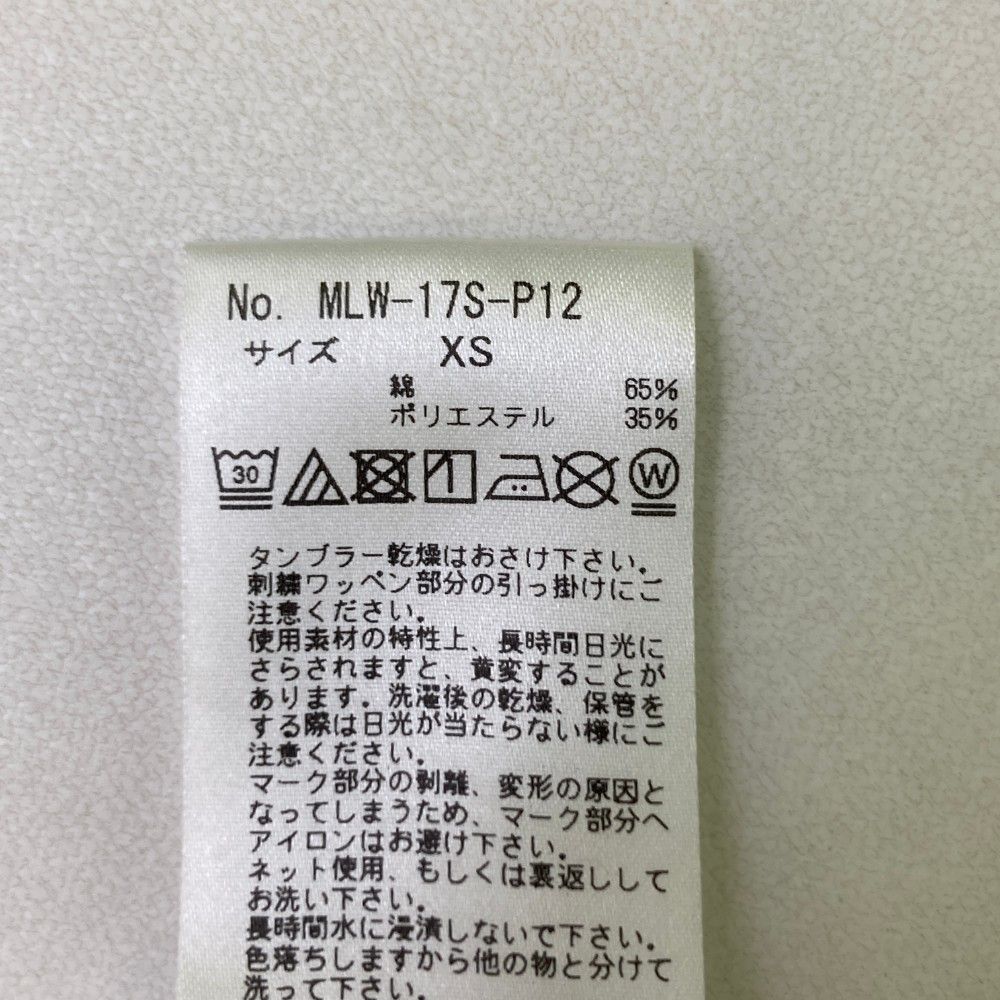 No. MLW-17S-P12
サイズ XS
綿 65%
ポリエステル 35%
30 W
タンブラー乾燥はおさけ下さい。
刺繍ワッペン部分の引っ掛けにご
注意ください。
使用素材の特性上、長時間日光に
さらされますと、黄変することが
あります。洗濯後の乾燥、保管を
する際は日光が当たらない様にご
注意ください。
マーク部分の剥離、変形の原因と
なってしまうため、マーク部分へ
アイロンはお避け下さい。
ネット使用、もしくは裏返しして
お洗い下さい。
長時間水に浸漬しないで下さい。
色落ちしますから他の物と分けて
洗って下さい。